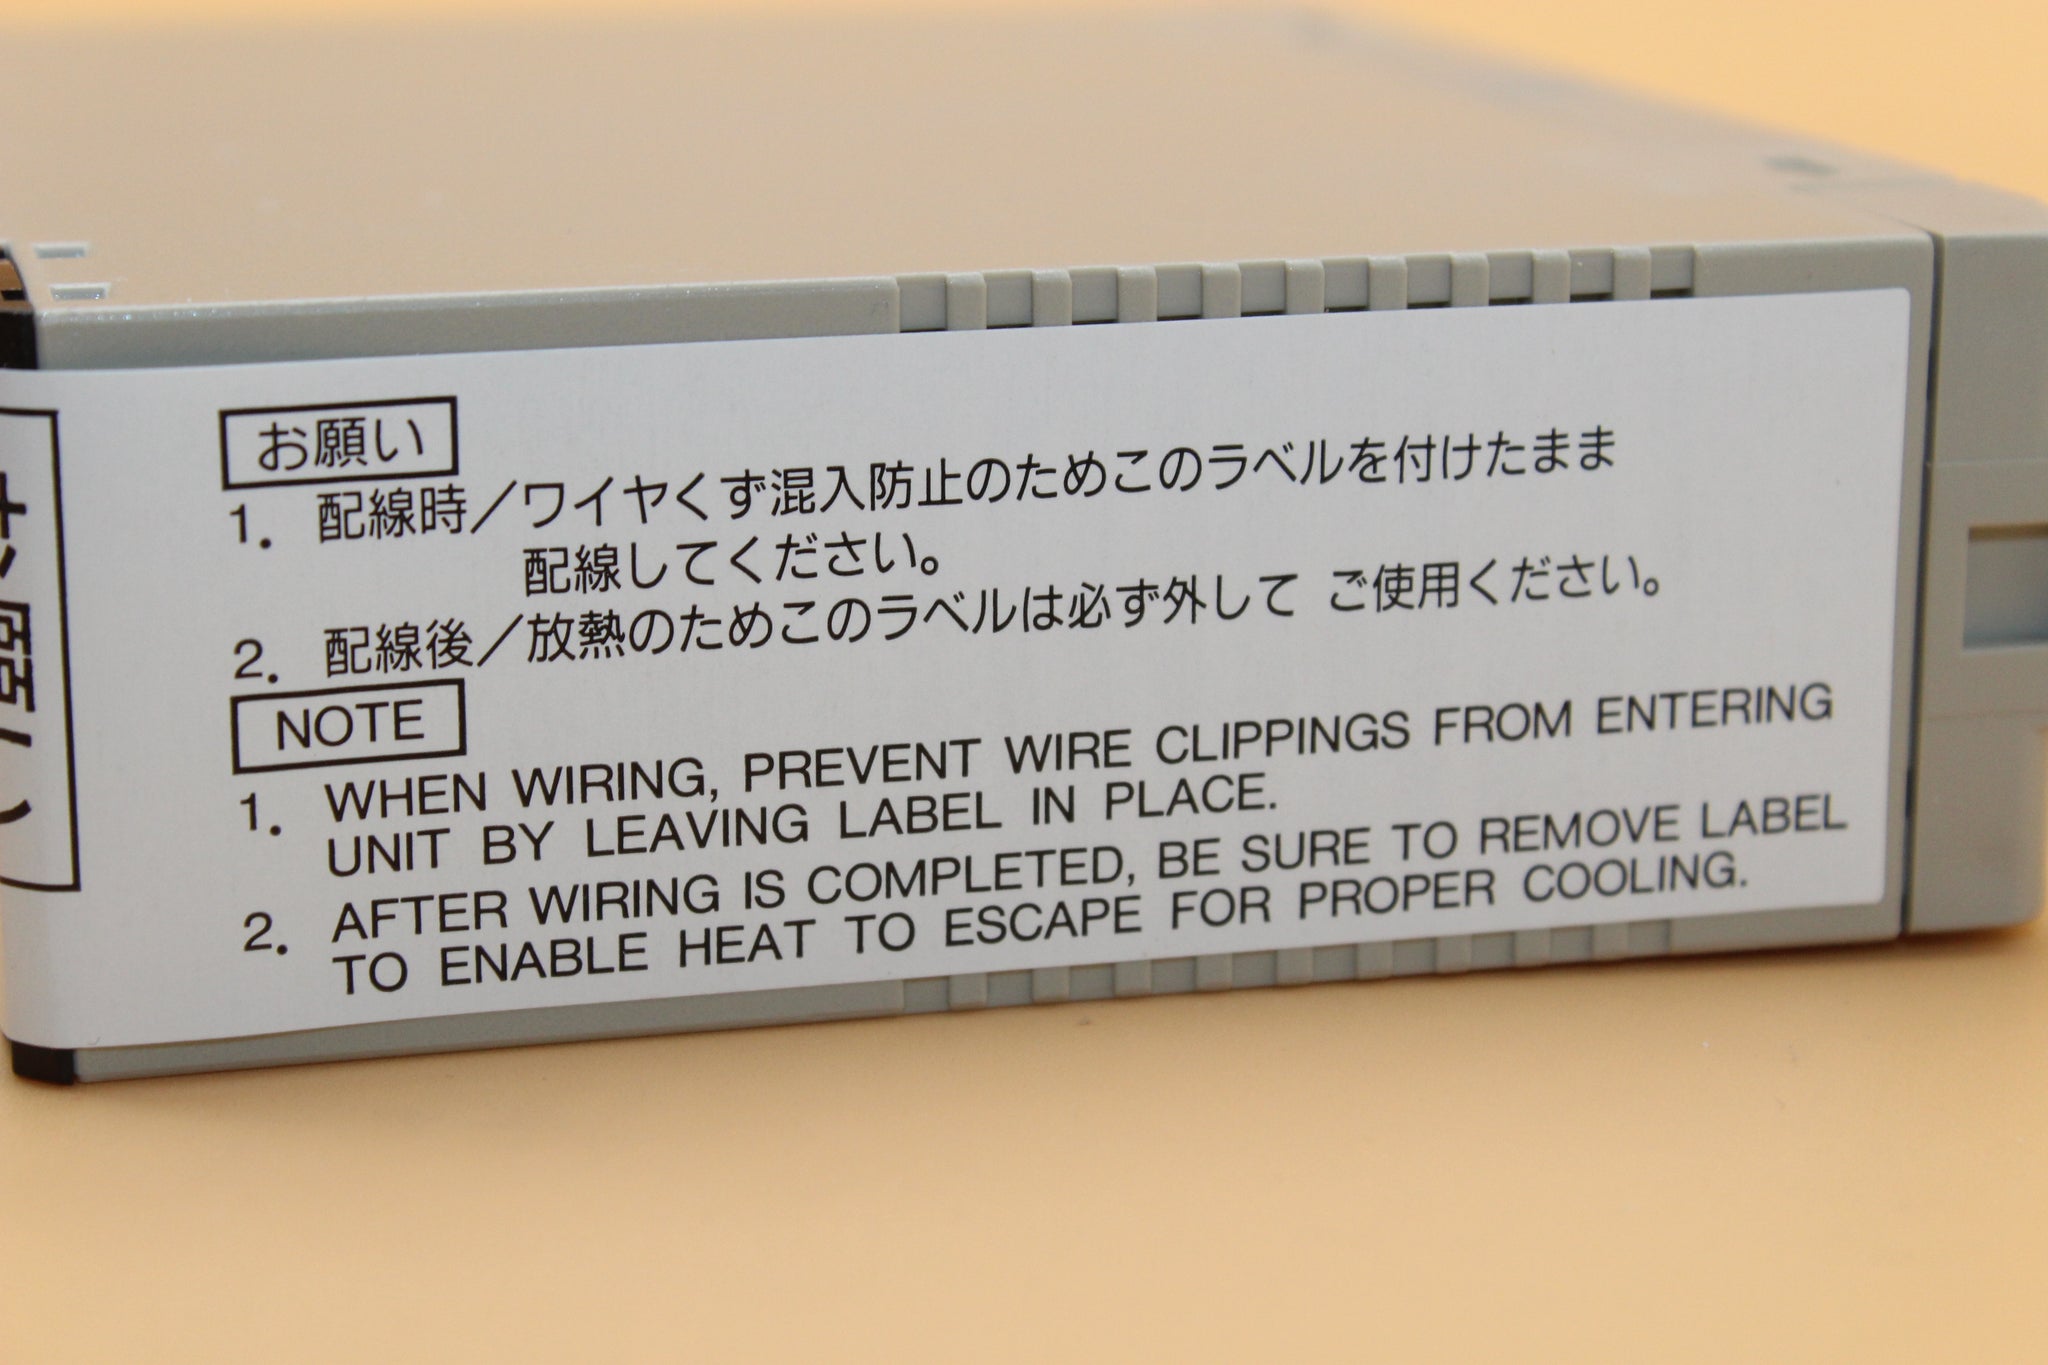 お願い
1. 配線時／ワイヤくず混入防止のためこのラベルを付けたまま
配線してください。
2. 配線後／放熱のためこのラベルは必ず外して ご使用ください。
NOTE
1. WHEN WIRING, PREVENT WIRE CLIPPINGS FROM ENTERING
UNIT BY LEAVING LABEL IN PLACE.
2. AFTER WIRING IS COMPLETED, BE SURE TO REMOVE LABEL
TO ENABLE HEAT TO ESCAPE FOR PROPER COOLING.